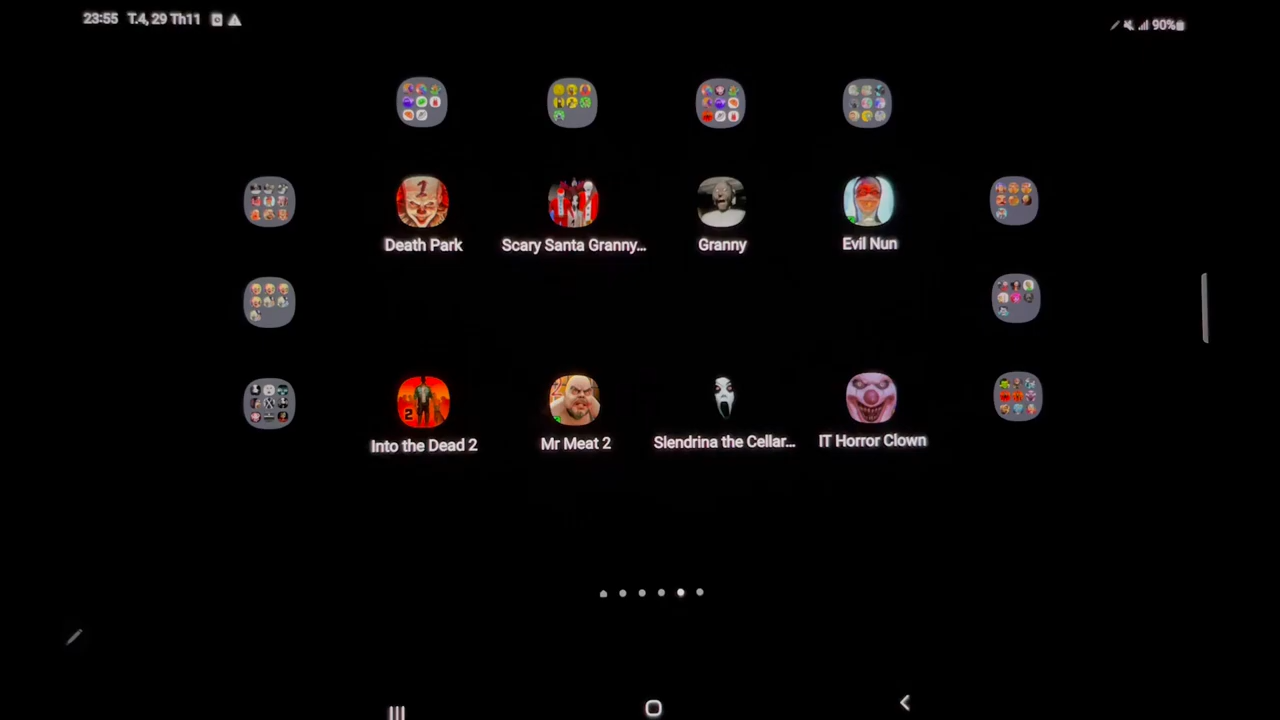 23:55 T.4, 29 Th11
90%
Death Park
Scary Santa Granny...
Granny
Evil Nun
Into the Dead 2
Mr Meat 2
Slendrina the Cellar...
IT Horror Clown